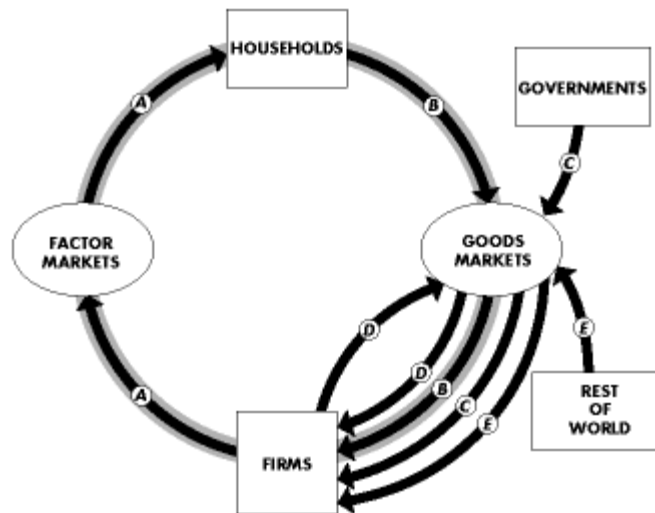 HOUSEHOLDS
GOVERNMENTS
A
B
C
FACTOR
MARKETS
GOODS
MARKETS
D
E
D
A
B
C
E
REST
OF
WORLD
FIRMS